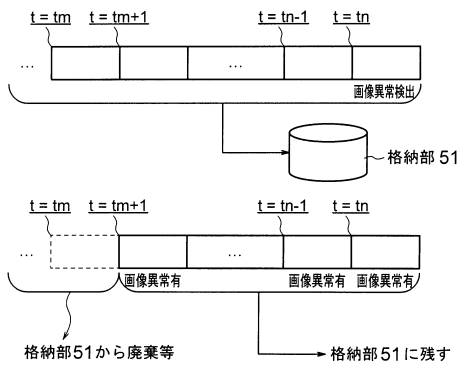 t = tm t = tm+1 t = tn-1 t = tn
... ...
画像異常検出
格納部 51
t = tm t = tm+1 t = tn-1 t = tn
... ...
画像異常有 画像異常有 画像異常有
格納部51から廃棄等 格納部 51に残す